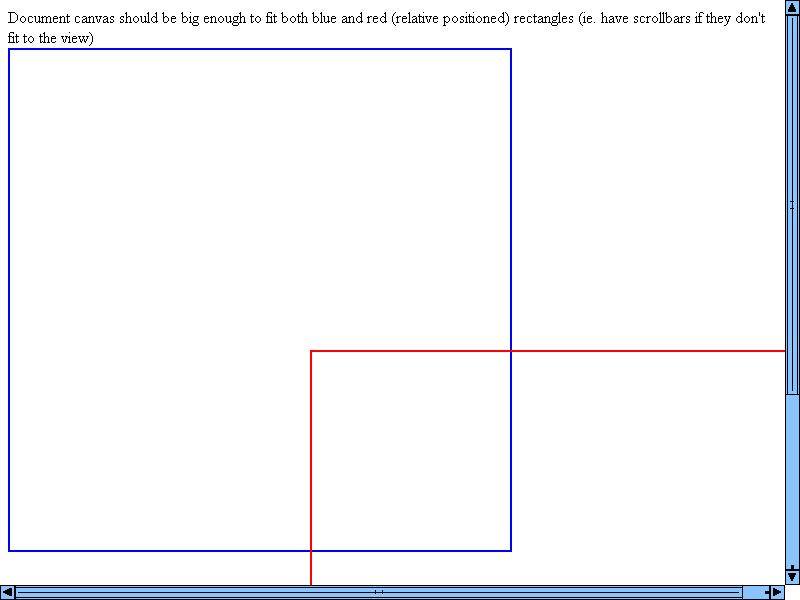 Document canvas should be big enough to fit both blue and red (relative positioned) rectangles (ie. have scrollbars if they don't
fit to the view)